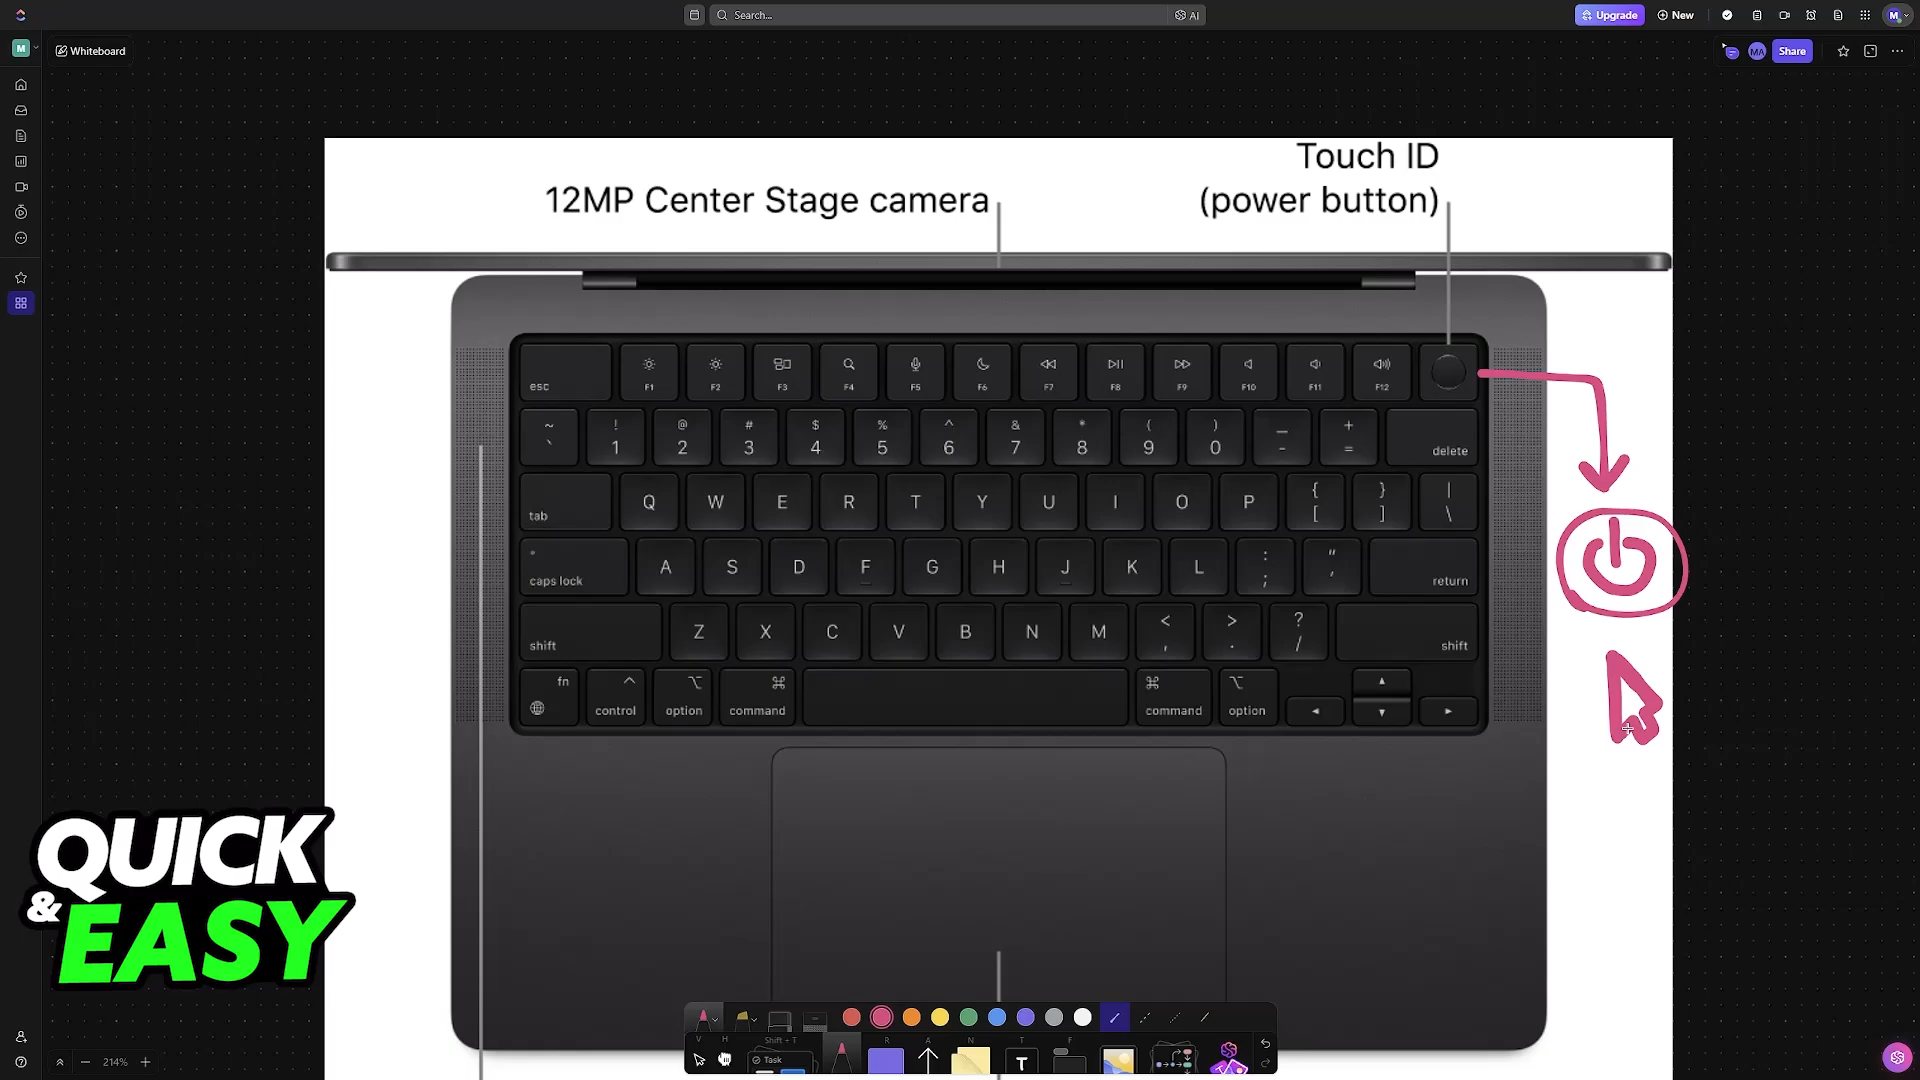 Search...
AI
Upgrade
New
M
M
Whiteboard
MA
Share
Touch ID
12MP Center Stage camera
(power button)
esc
F1 F2 F3 F4 F5 F6 F7 F8 F9 F10 F11 F12
~ ! @ # $ % ^ & * ( ) _ +
` 1 2 3 4 5 6 7 8 9 0 - = delete
tab Q W E R T Y U I O P { [ } ] | \
caps lock A S D F G H J K L : ; " ' return
shift Z X C V B N M < , > . ? / shift
fn control option command command option
QUICK
& EASY
V H Shift + T R A N T F
Task
T
214%